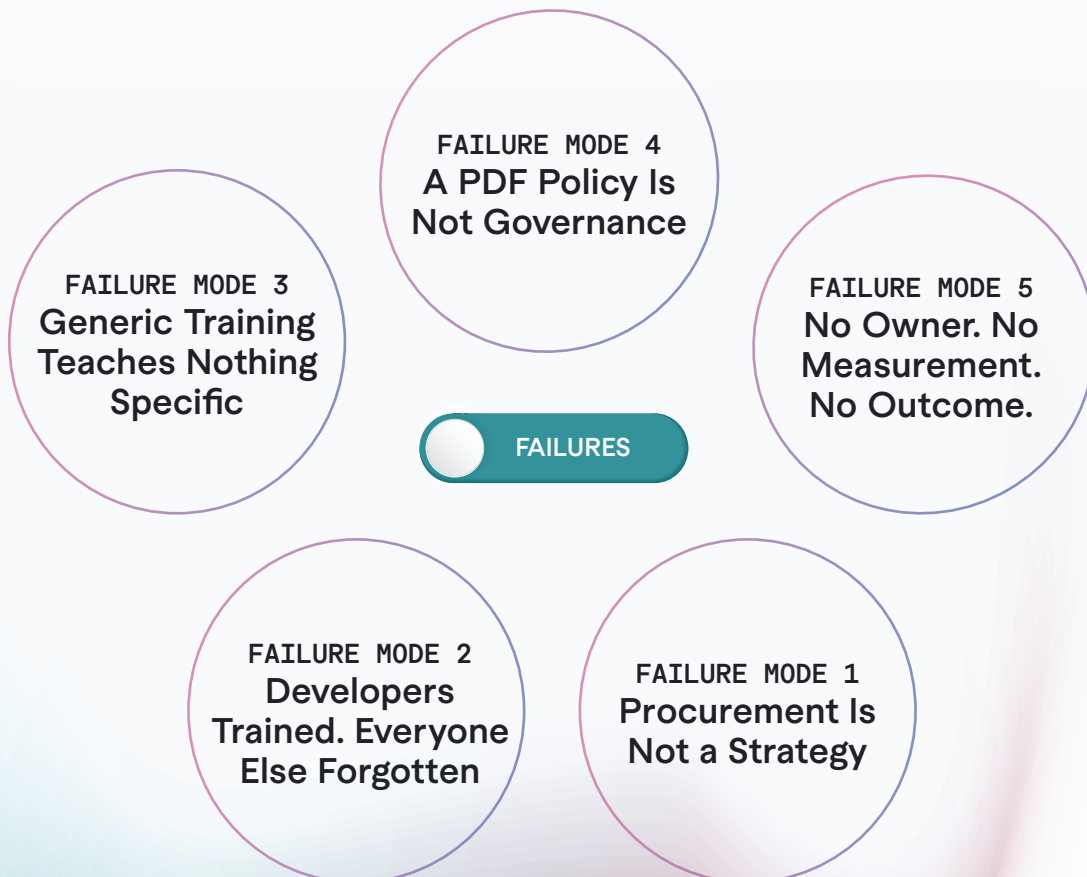 FAILURE MODE 4
A PDF Policy Is
Not Governance
FAILURE MODE 3
Generic Training
Teaches Nothing
Specific
FAILURE MODE 5
No Owner. No
Measurement.
No Outcome.
FAILURES
FAILURE MODE 2
Developers
Trained. Everyone
Else Forgotten
FAILURE MODE 1
Procurement Is
Not a Strategy